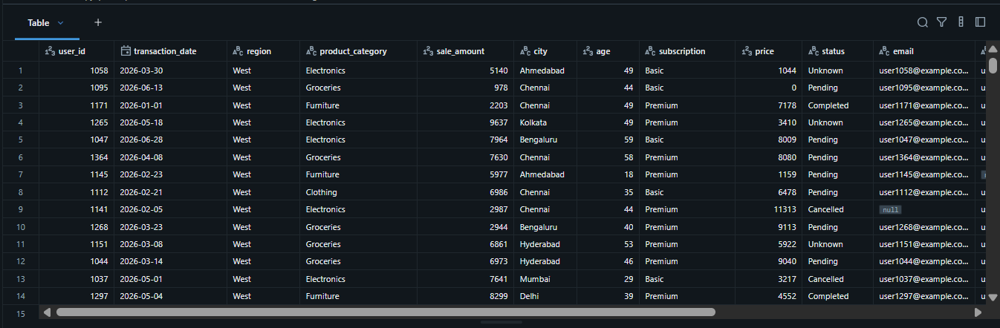 Table +
user_id transaction_date region product_category sale_amount city age subscription price status email
1 1058 2026-03-30 West Electronics 5140 Ahmedabad 49 Basic 1044 Unknown user1058@example.co... u
2 1095 2026-06-13 West Groceries 978 Chennai 44 Basic 0 Pending user1095@example.co... u
3 1171 2026-01-01 West Furniture 2203 Chennai 49 Premium 7178 Completed user1171@example.co... u
4 1265 2026-05-18 West Electronics 9637 Kolkata 49 Premium 3410 Unknown user1265@example.co... u
5 1047 2026-06-28 West Electronics 7964 Bengaluru 59 Basic 8009 Pending user1047@example.co... u
6 1364 2026-04-08 West Groceries 7630 Chennai 58 Premium 8080 Pending user1364@example.co... u
7 1145 2026-02-23 West Furniture 5977 Ahmedabad 18 Premium 1159 Pending user1145@example.co...
8 1112 2026-02-21 West Clothing 6986 Chennai 35 Basic 6478 Pending user1112@example.co... u
9 1141 2026-02-05 West Electronics 2987 Chennai 44 Premium 11313 Cancelled null u
10 1268 2026-03-23 West Groceries 2944 Bengaluru 40 Premium 9113 Pending user1268@example.co... u
11 1151 2026-03-08 West Groceries 6861 Hyderabad 53 Premium 5922 Unknown user1151@example.co... u
12 1044 2026-03-14 West Groceries 6973 Hyderabad 46 Premium 9040 Pending user1044@example.co... u
13 1037 2026-05-01 West Electronics 7641 Mumbai 29 Basic 3217 Cancelled user1037@example.co... u
14 1297 2026-05-04 West Furniture 8299 Delhi 39 Premium 4552 Completed user1297@example.co... u
15